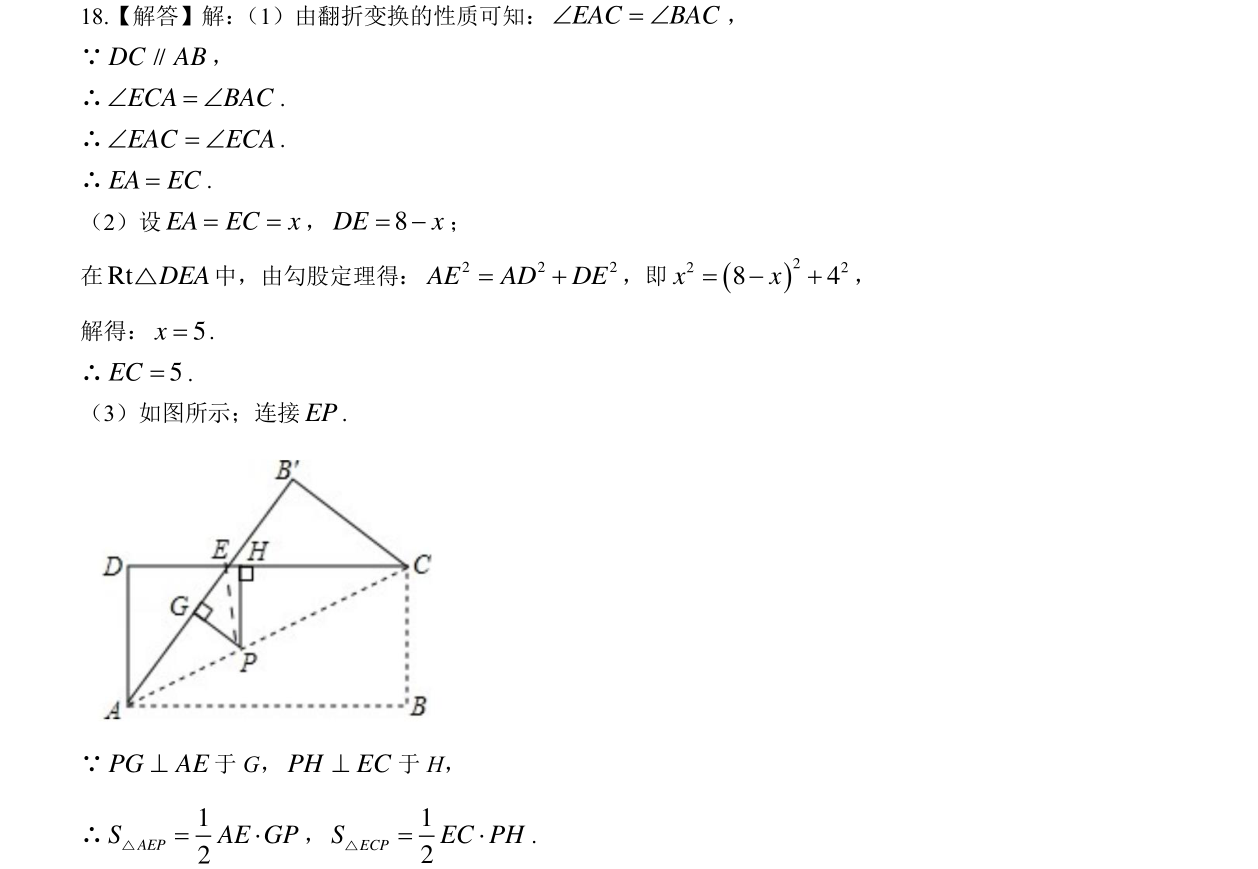 18.【解答】解:（1）由翻折变换的性质可知：∠EAC = ∠BAC，
∵ DC // AB，
∴ ∠ECA = ∠BAC .
∴ ∠EAC = ∠ECA .
∴ EA = EC .
（2）设 EA = EC = x， DE = 8 − x；
在 Rt△DEA 中，由勾股定理得：AE² = AD² + DE²，即 x² = (8 − x)² + 4²，
解得：x = 5 .
∴ EC = 5 .
（3）如图所示；连接 EP .
B′
D E H C
G
P
A B
∵ PG ⊥ AE 于 G，PH ⊥ EC 于 H，
∴ S△AEP = 1/2 AE · GP，S△ECP = 1/2 EC · PH .